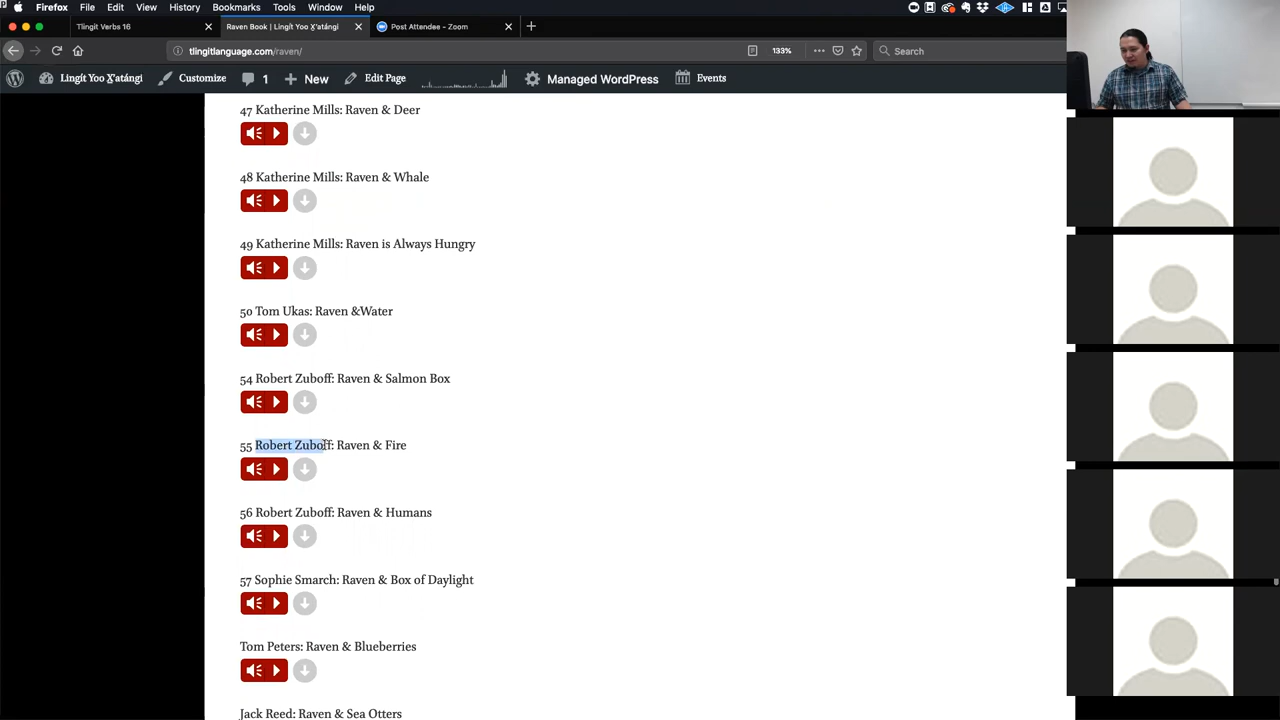 Firefox File Edit View History Bookmarks Tools Window Help
Tlingit Verbs 16
Raven Book | Lingít Yoo X̲ʼatángi
Post Attendee - Zoom
tlingitlanguage.com/raven/
133%
Search
Lingít Yoo X̲ʼatángi
Customize
1
New
Edit Page
Managed WordPress
Events
47 Katherine Mills: Raven & Deer
48 Katherine Mills: Raven & Whale
49 Katherine Mills: Raven is Always Hungry
50 Tom Ukas: Raven &Water
54 Robert Zuboff: Raven & Salmon Box
55 Robert Zuboff: Raven & Fire
56 Robert Zuboff: Raven & Humans
57 Sophie Smarch: Raven & Box of Daylight
Tom Peters: Raven & Blueberries
Jack Reed: Raven & Sea Otters